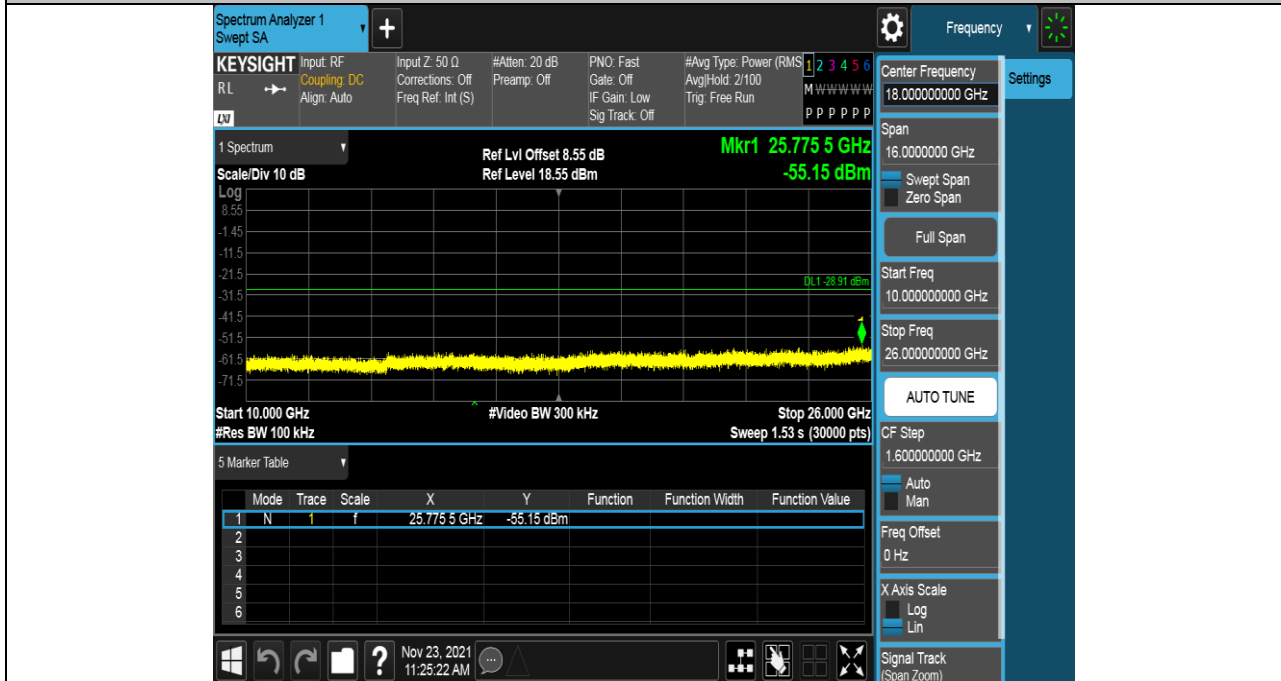 Spectrum Analyzer 1
Swept SA
+
Frequency
KEYSIGHT
RL
LXI
Input: RF
Coupling: DC
Align: Auto
Input Z: 50 Ω
Corrections: Off
Freq Ref: Int (S)
#Atten: 20 dB
Preamp: Off
PNO: Fast
Gate: Off
IF Gain: Low
Sig Track: Off
#Avg Type: Power (RMS
Avg|Hold: 2/100
Trig: Free Run
1 2 3 4 5 6
M W W W W W
P P P P P P
1 Spectrum
Scale/Div 10 dB
Ref Lvl Offset 8.55 dB
Ref Level 18.55 dBm
Mkr1 25.775 5 GHz
-55.15 dBm
Log
8.55
-1.45
-11.5
-21.5
-31.5
-41.5
-51.5
-61.5
-71.5
DL1 -28.91 dBm
1
Start 10.000 GHz
#Video BW 300 kHz
Stop 26.000 GHz
#Res BW 100 kHz
Sweep 1.53 s (30000 pts)
5 Marker Table
Mode Trace Scale X Y Function Function Width Function Value
1 N 1 f 25.775 5 GHz -55.15 dBm
2
3
4
5
6
?
Nov 23, 2021
11:25:22 AM
Center Frequency
18.000000000 GHz
Settings
Span
16.0000000 GHz
Swept Span
Zero Span
Full Span
Start Freq
10.000000000 GHz
Stop Freq
26.000000000 GHz
AUTO TUNE
CF Step
1.600000000 GHz
Auto
Man
Freq Offset
0 Hz
X Axis Scale
Log
Lin
Signal Track
(Span Zoom)